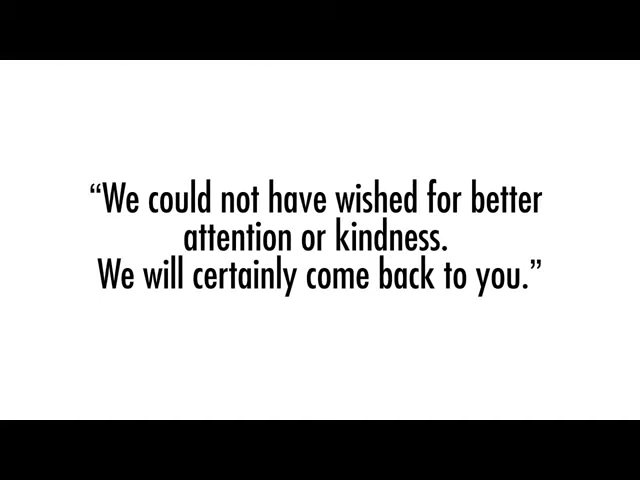 “We could not have wished for better
attention or kindness.
We will certainly come back to you.”